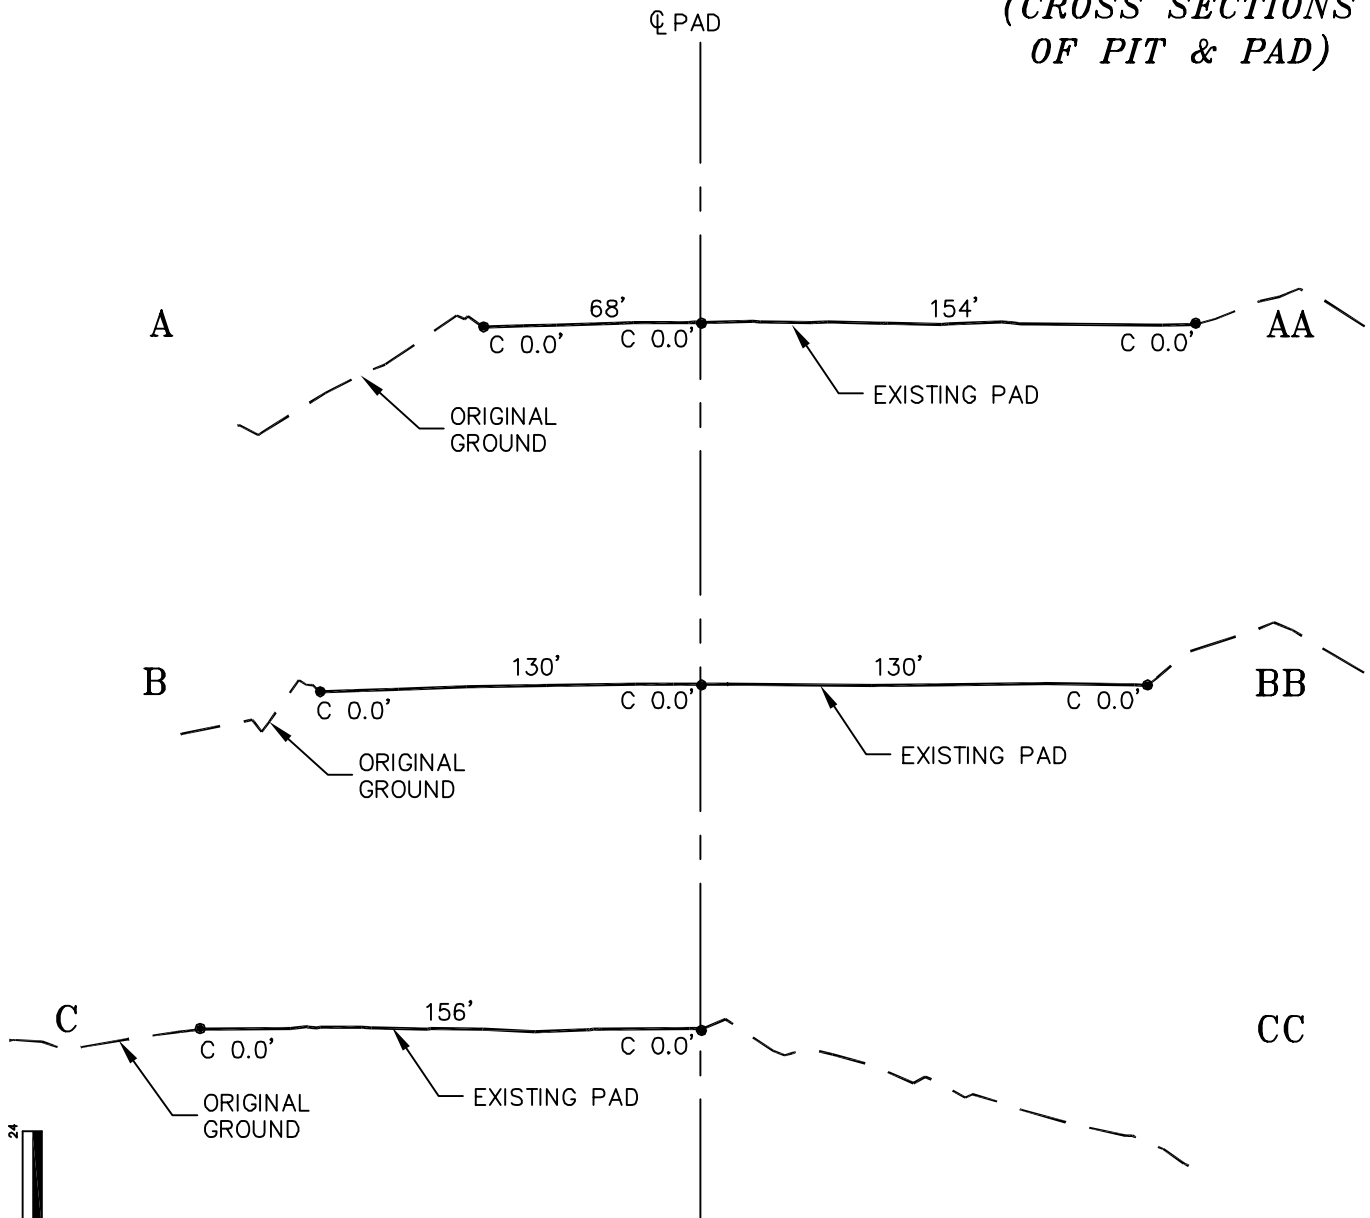 ℄ PAD
(CROSS SECTIONS
OF PIT & PAD)
A
68'
154'
AA
C 0.0'
C 0.0'
C 0.0'
EXISTING PAD
ORIGINAL
GROUND
B
130'
130'
BB
C 0.0'
C 0.0'
C 0.0'
EXISTING PAD
ORIGINAL
GROUND
C
156'
CC
C 0.0'
C 0.0'
EXISTING PAD
ORIGINAL
GROUND
24